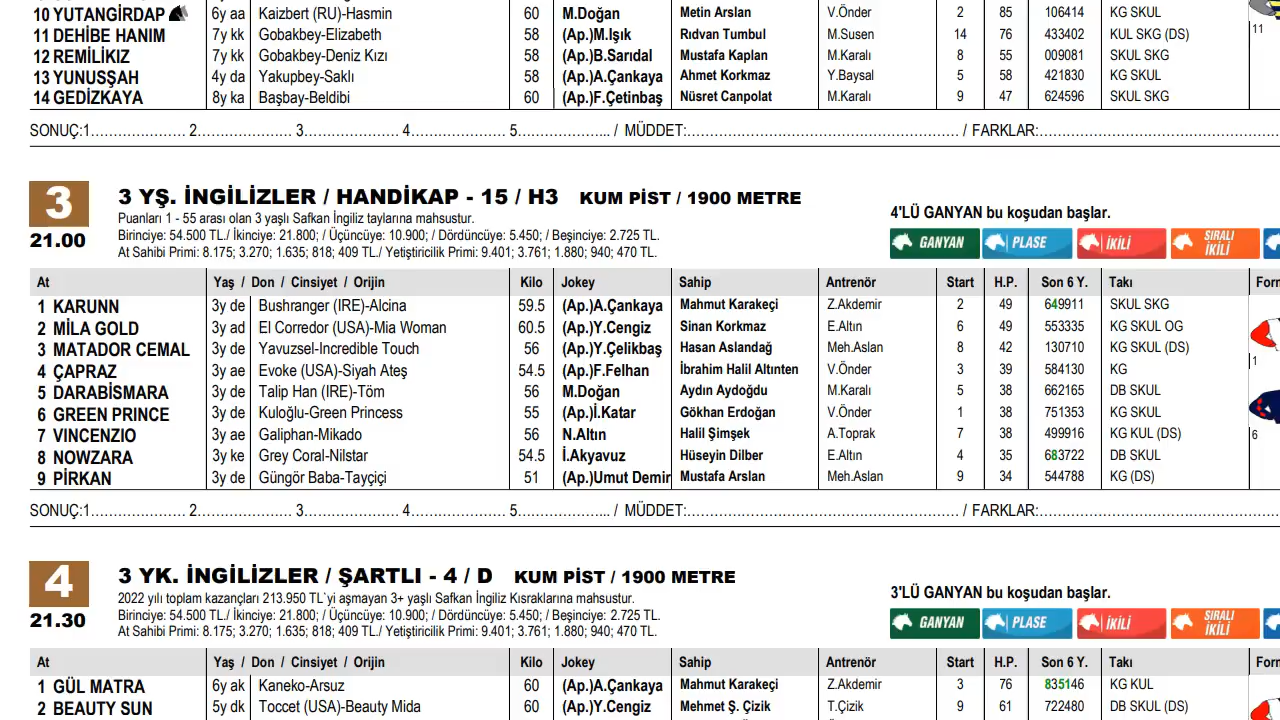 10 YUTANGİRDAP 6y aa Kaizbert (RU)-Hasmin 60 M.Doğan Metin Arslan V.Önder 2 85 106414 KG SKUL
11 DEHİBE HANIM 7y kk Gobakbey-Elizabeth 58 (Ap.)M.Işık Rıdvan Tumbul M.Susen 14 76 433402 KUL SKG (DS) 11
12 REMİLİKIZ 7y kk Gobakbey-Deniz Kızı 58 (Ap.)B.Sarıdal Mustafa Kaplan M.Karalı 8 55 009081 SKUL SKG
13 YUNUSŞAH 4y da Yakupbey-Saklı 58 (Ap.)A.Çankaya Ahmet Korkmaz Y.Baysal 5 58 421830 KG SKUL
14 GEDİZKAYA 8y ka Başbay-Beldibi 60 (Ap.)F.Çetinbaş Nüsret Canpolat M.Karalı 9 47 624596 SKUL SKG
SONUÇ:1..................... 2..................... 3..................... 4..................... 5.................... / MÜDDET:............................................................ / FARKLAR:.....................................................
3 3 YŞ. İNGİLİZLER / HANDİKAP - 15 / H3 KUM PİST / 1900 METRE
21.00 Puanları 1 - 55 arası olan 3 yaşlı Safkan İngiliz taylarına mahsustur. 4'LÜ GANYAN bu koşudan başlar.
Birinciye: 54.500 TL./ İkinciye: 21.800; / Üçüncüye: 10.900; / Dördüncüye: 5.450; / Beşinciye: 2.725 TL. GANYAN PLASE İKİLİ SIRALI İKİLİ
At Sahibi Primi: 8.175; 3.270; 1.635; 818; 409 TL./ Yetiştiricilik Primi: 9.401; 3.761; 1.880; 940; 470 TL.
At Yaş / Don / Cinsiyet / Orijin Kilo Jokey Sahip Antrenör Start H.P. Son 6 Y. Takı Form
1 KARUNN 3y de Bushranger (IRE)-Alcina 59.5 (Ap.)A.Çankaya Mahmut Karakeçi Z.Akdemir 2 49 649911 SKUL SKG
2 MİLA GOLD 3y ad El Corredor (USA)-Mia Woman 60.5 (Ap.)Y.Cengiz Sinan Korkmaz E.Altın 6 49 553335 KG SKUL OG
3 MATADOR CEMAL 3y de Yavuzsel-Incredible Touch 56 (Ap.)Y.Çelikbaş Hasan Aslandağ Meh.Aslan 8 42 130710 KG SKUL (DS) 1
4 ÇAPRAZ 3y ae Evoke (USA)-Siyah Ateş 54.5 (Ap.)F.Felhan İbrahim Halil Altınten V.Önder 3 39 584130 KG
5 DARABİSMARA 3y de Talip Han (IRE)-Töm 56 M.Doğan Aydın Aydoğdu M.Karalı 5 38 662165 DB SKUL
6 GREEN PRINCE 3y de Kuloğlu-Green Princess 55 (Ap.)İ.Katar Gökhan Erdoğan V.Önder 1 38 751353 KG SKUL
7 VINCENZIO 3y ae Galiphan-Mikado 56 N.Altın Halil Şimşek A.Toprak 7 38 499916 KG KUL (DS) 6
8 NOWZARA 3y ke Grey Coral-Nilstar 54.5 İ.Akyavuz Hüseyin Dilber E.Altın 4 35 683722 DB SKUL
9 PİRKAN 3y de Güngör Baba-Tayçiçi 51 (Ap.)Umut Demir Mustafa Arslan Meh.Aslan 9 34 544788 KG (DS)
SONUÇ:1..................... 2..................... 3..................... 4..................... 5.................... / MÜDDET:............................................................ / FARKLAR:.....................................................
4 3 YK. İNGİLİZLER / ŞARTLI - 4 / D KUM PİST / 1900 METRE
21.30 2022 yılı toplam kazançları 213.950 TL`yi aşmayan 3+ yaşlı Safkan İngiliz Kısraklarına mahsustur. 3'LÜ GANYAN bu koşudan başlar.
Birinciye: 54.500 TL./ İkinciye: 21.800; / Üçüncüye: 10.900; / Dördüncüye: 5.450; / Beşinciye: 2.725 TL. GANYAN PLASE İKİLİ SIRALI İKİLİ
At Sahibi Primi: 8.175; 3.270; 1.635; 818; 409 TL./ Yetiştiricilik Primi: 9.401; 3.761; 1.880; 940; 470 TL.
At Yaş / Don / Cinsiyet / Orijin Kilo Jokey Sahip Antrenör Start H.P. Son 6 Y. Takı Form
1 GÜL MATRA 6y ak Kaneko-Arsuz 60 (Ap.)A.Çankaya Mahmut Karakeçi Z.Akdemir 3 76 835146 KG KUL
2 BEAUTY SUN 5y dk Toccet (USA)-Beauty Mida 60 (Ap.)Y.Cengiz Mehmet Ş. Çizik T.Çizik 9 61 722480 DB SKUL (DS)